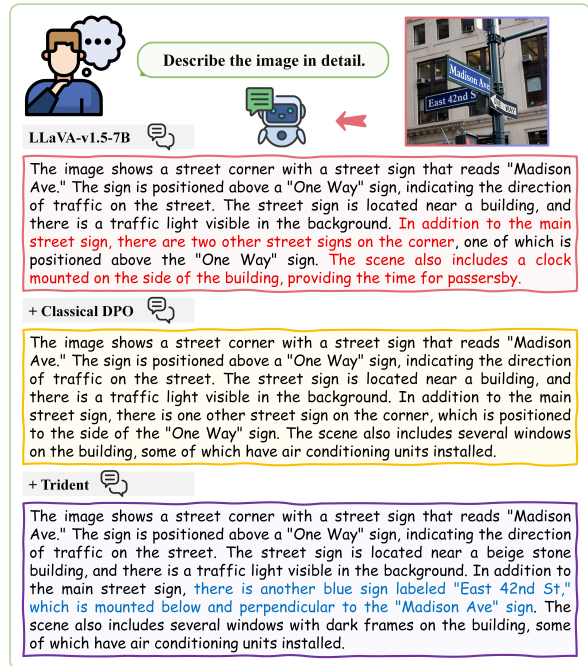 Describe the image in detail.
Madison Ave
East 42nd S
WAY
LLaVA-v1.5-7B
The image shows a street corner with a street sign that reads "Madison
Ave." The sign is positioned above a "One Way" sign, indicating the direction
of traffic on the street. The street sign is located near a building, and
there is a traffic light visible in the background. In addition to the main
street sign, there are two other street signs on the corner, one of which is
positioned above the "One Way" sign. The scene also includes a clock
mounted on the side of the building, providing the time for passersby.
+ Classical DPO
The image shows a street corner with a street sign that reads "Madison
Ave." The sign is positioned above a "One Way" sign, indicating the direction
of traffic on the street. The street sign is located near a building, and
there is a traffic light visible in the background. In addition to the main
street sign, there is one other street sign on the corner, which is positioned
to the side of the "One Way" sign. The scene also includes several windows
on the building, some of which have air conditioning units installed.
+ Trident
The image shows a street corner with a street sign that reads "Madison
Ave." The sign is positioned above a "One Way" sign, indicating the direction
of traffic on the street. The street sign is located near a beige stone
building, and there is a traffic light visible in the background. In addition to
the main street sign, there is another blue sign labeled "East 42nd St,"
which is mounted below and perpendicular to the "Madison Ave" sign. The
scene also includes several windows with dark frames on the building, some
of which have air conditioning units installed.